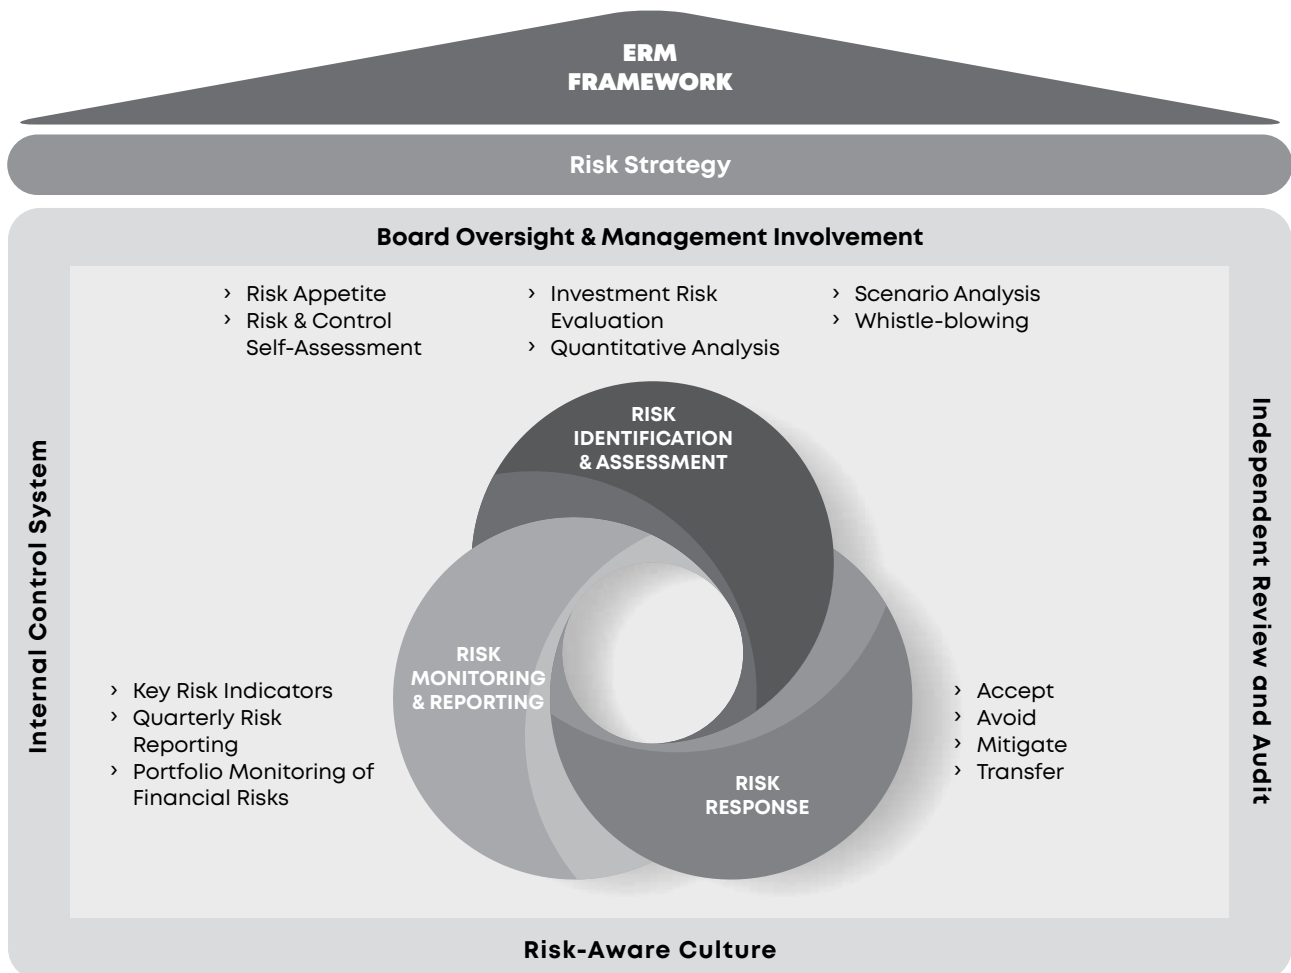 ERM
FRAMEWORK
Risk Strategy
Board Oversight & Management Involvement
› Risk Appetite
› Risk & Control
Self-Assessment
› Investment Risk
Evaluation
› Quantitative Analysis
› Scenario Analysis
› Whistle-blowing
Internal Control System
RISK
IDENTIFICATION
& ASSESSMENT
Independent Review and Audit
RISK
MONITORING
& REPORTING
› Key Risk Indicators
› Quarterly Risk
Reporting
› Portfolio Monitoring of
Financial Risks
RISK
RESPONSE
› Accept
› Avoid
› Mitigate
› Transfer
Risk-Aware Culture